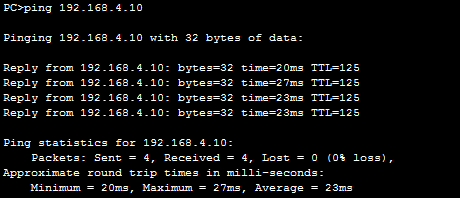 PC>ping 192.168.4.10
Pinging 192.168.4.10 with 32 bytes of data:
Reply from 192.168.4.10: bytes=32 time=20ms TTL=125
Reply from 192.168.4.10: bytes=32 time=27ms TTL=125
Reply from 192.168.4.10: bytes=32 time=23ms TTL=125
Reply from 192.168.4.10: bytes=32 time=23ms TTL=125
Ping statistics for 192.168.4.10:
    Packets: Sent = 4, Received = 4, Lost = 0 (0% loss),
Approximate round trip times in milli-seconds:
    Minimum = 20ms, Maximum = 27ms, Average = 23ms